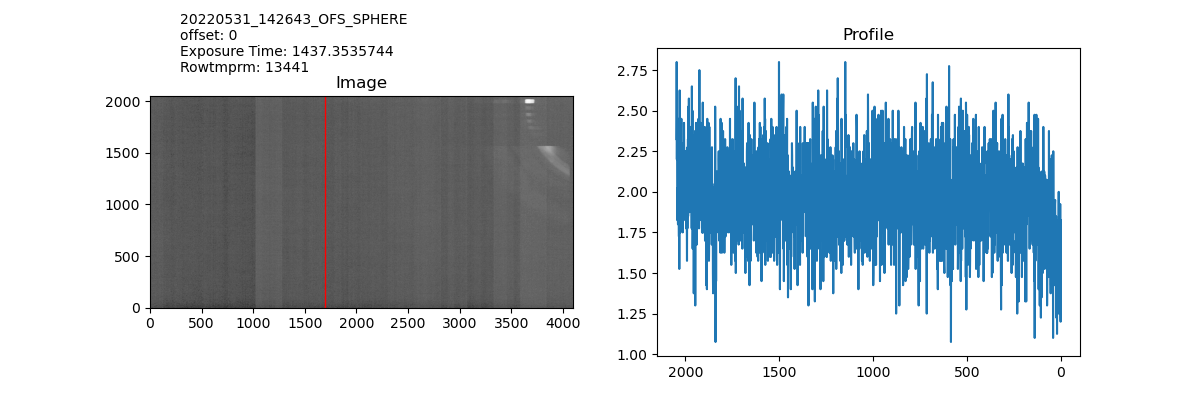 20220531_142643_OFS_SPHERE
offset: 0
Exposure Time: 1437.3535744
Rowtmprm: 13441
Image
2000
1500
1000
500
0
0 500 1000 1500 2000 2500 3000 3500 4000
Profile
2.75
2.50
2.25
2.00
1.75
1.50
1.25
1.00
2000 1500 1000 500 0